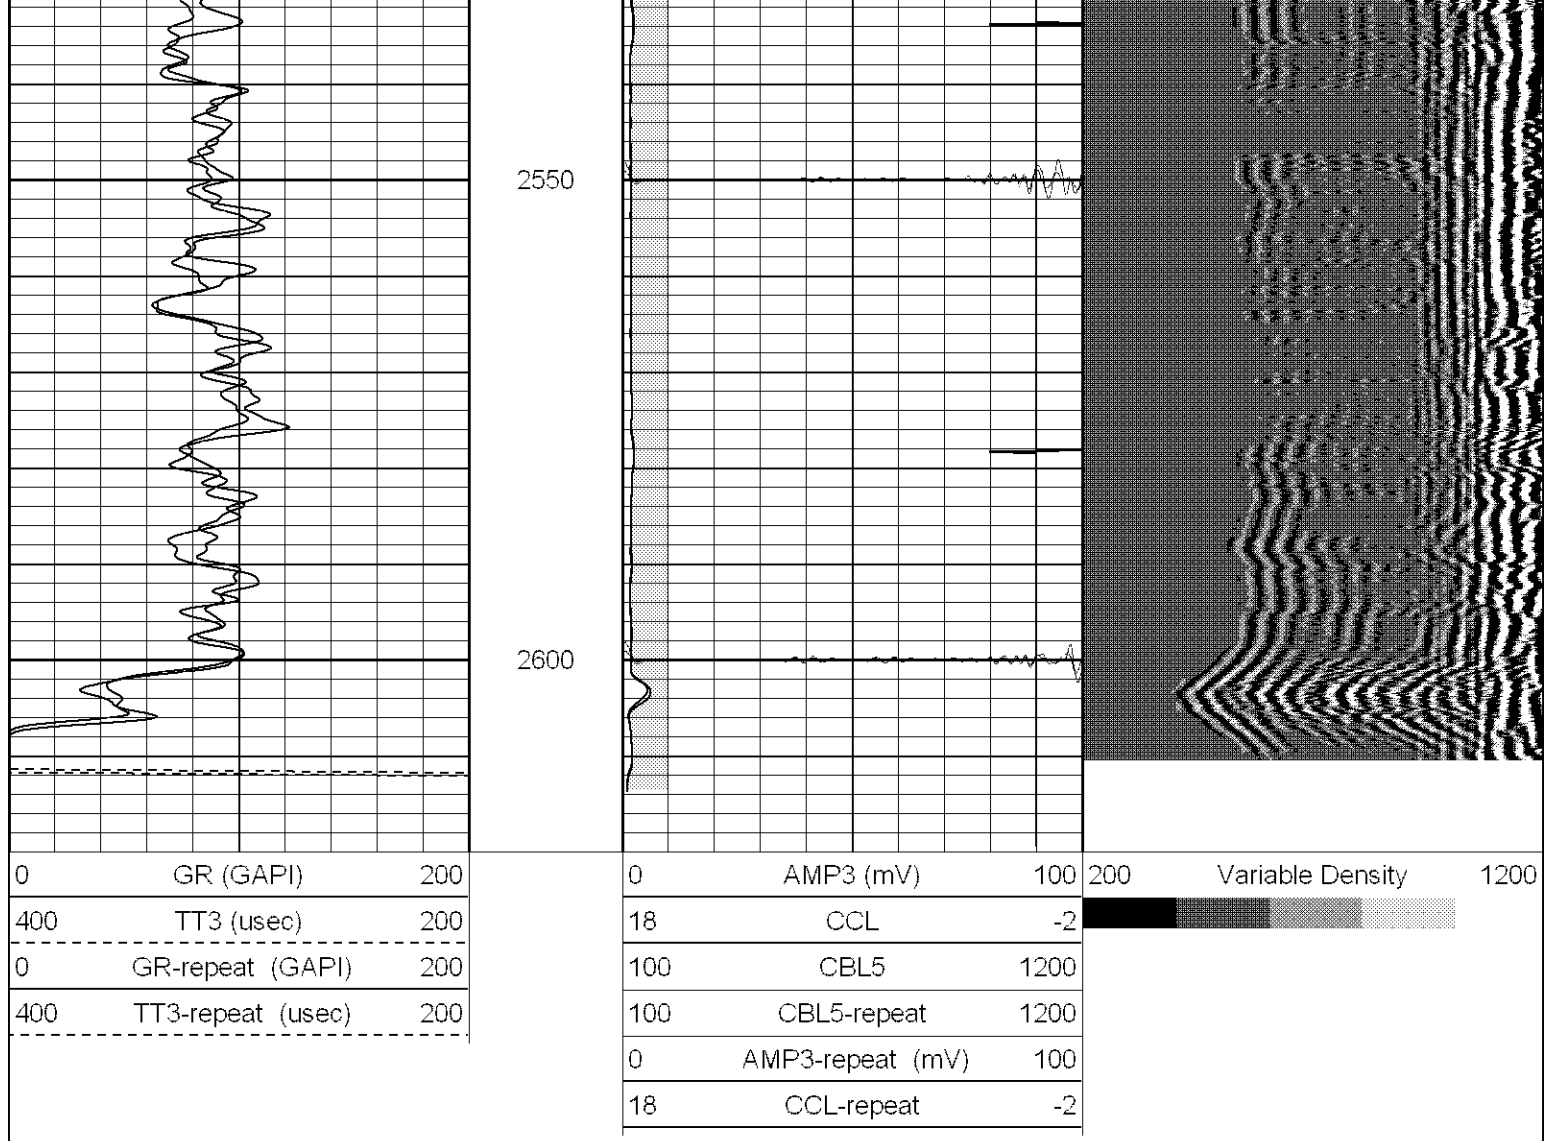 2550
2600
0 GR (GAPI) 200
400 TT3 (usec) 200
0 GR-repeat (GAPI) 200
400 TT3-repeat (usec) 200
0 AMP3 (mV) 100
18 CCL -2
100 CBL5 1200
100 CBL5-repeat 1200
0 AMP3-repeat (mV) 100
18 CCL-repeat -2
200 Variable Density 1200